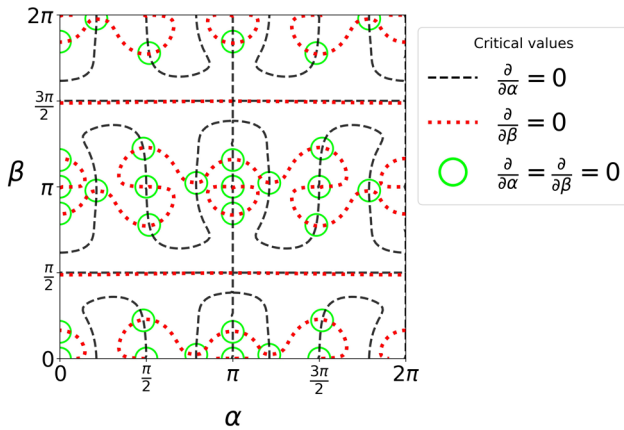 2π
3π/2
π
π/2
0
β
0
π/2
π
3π/2
2π
α
Critical values
∂/∂α = 0
∂/∂β = 0
∂/∂α = ∂/∂β = 0